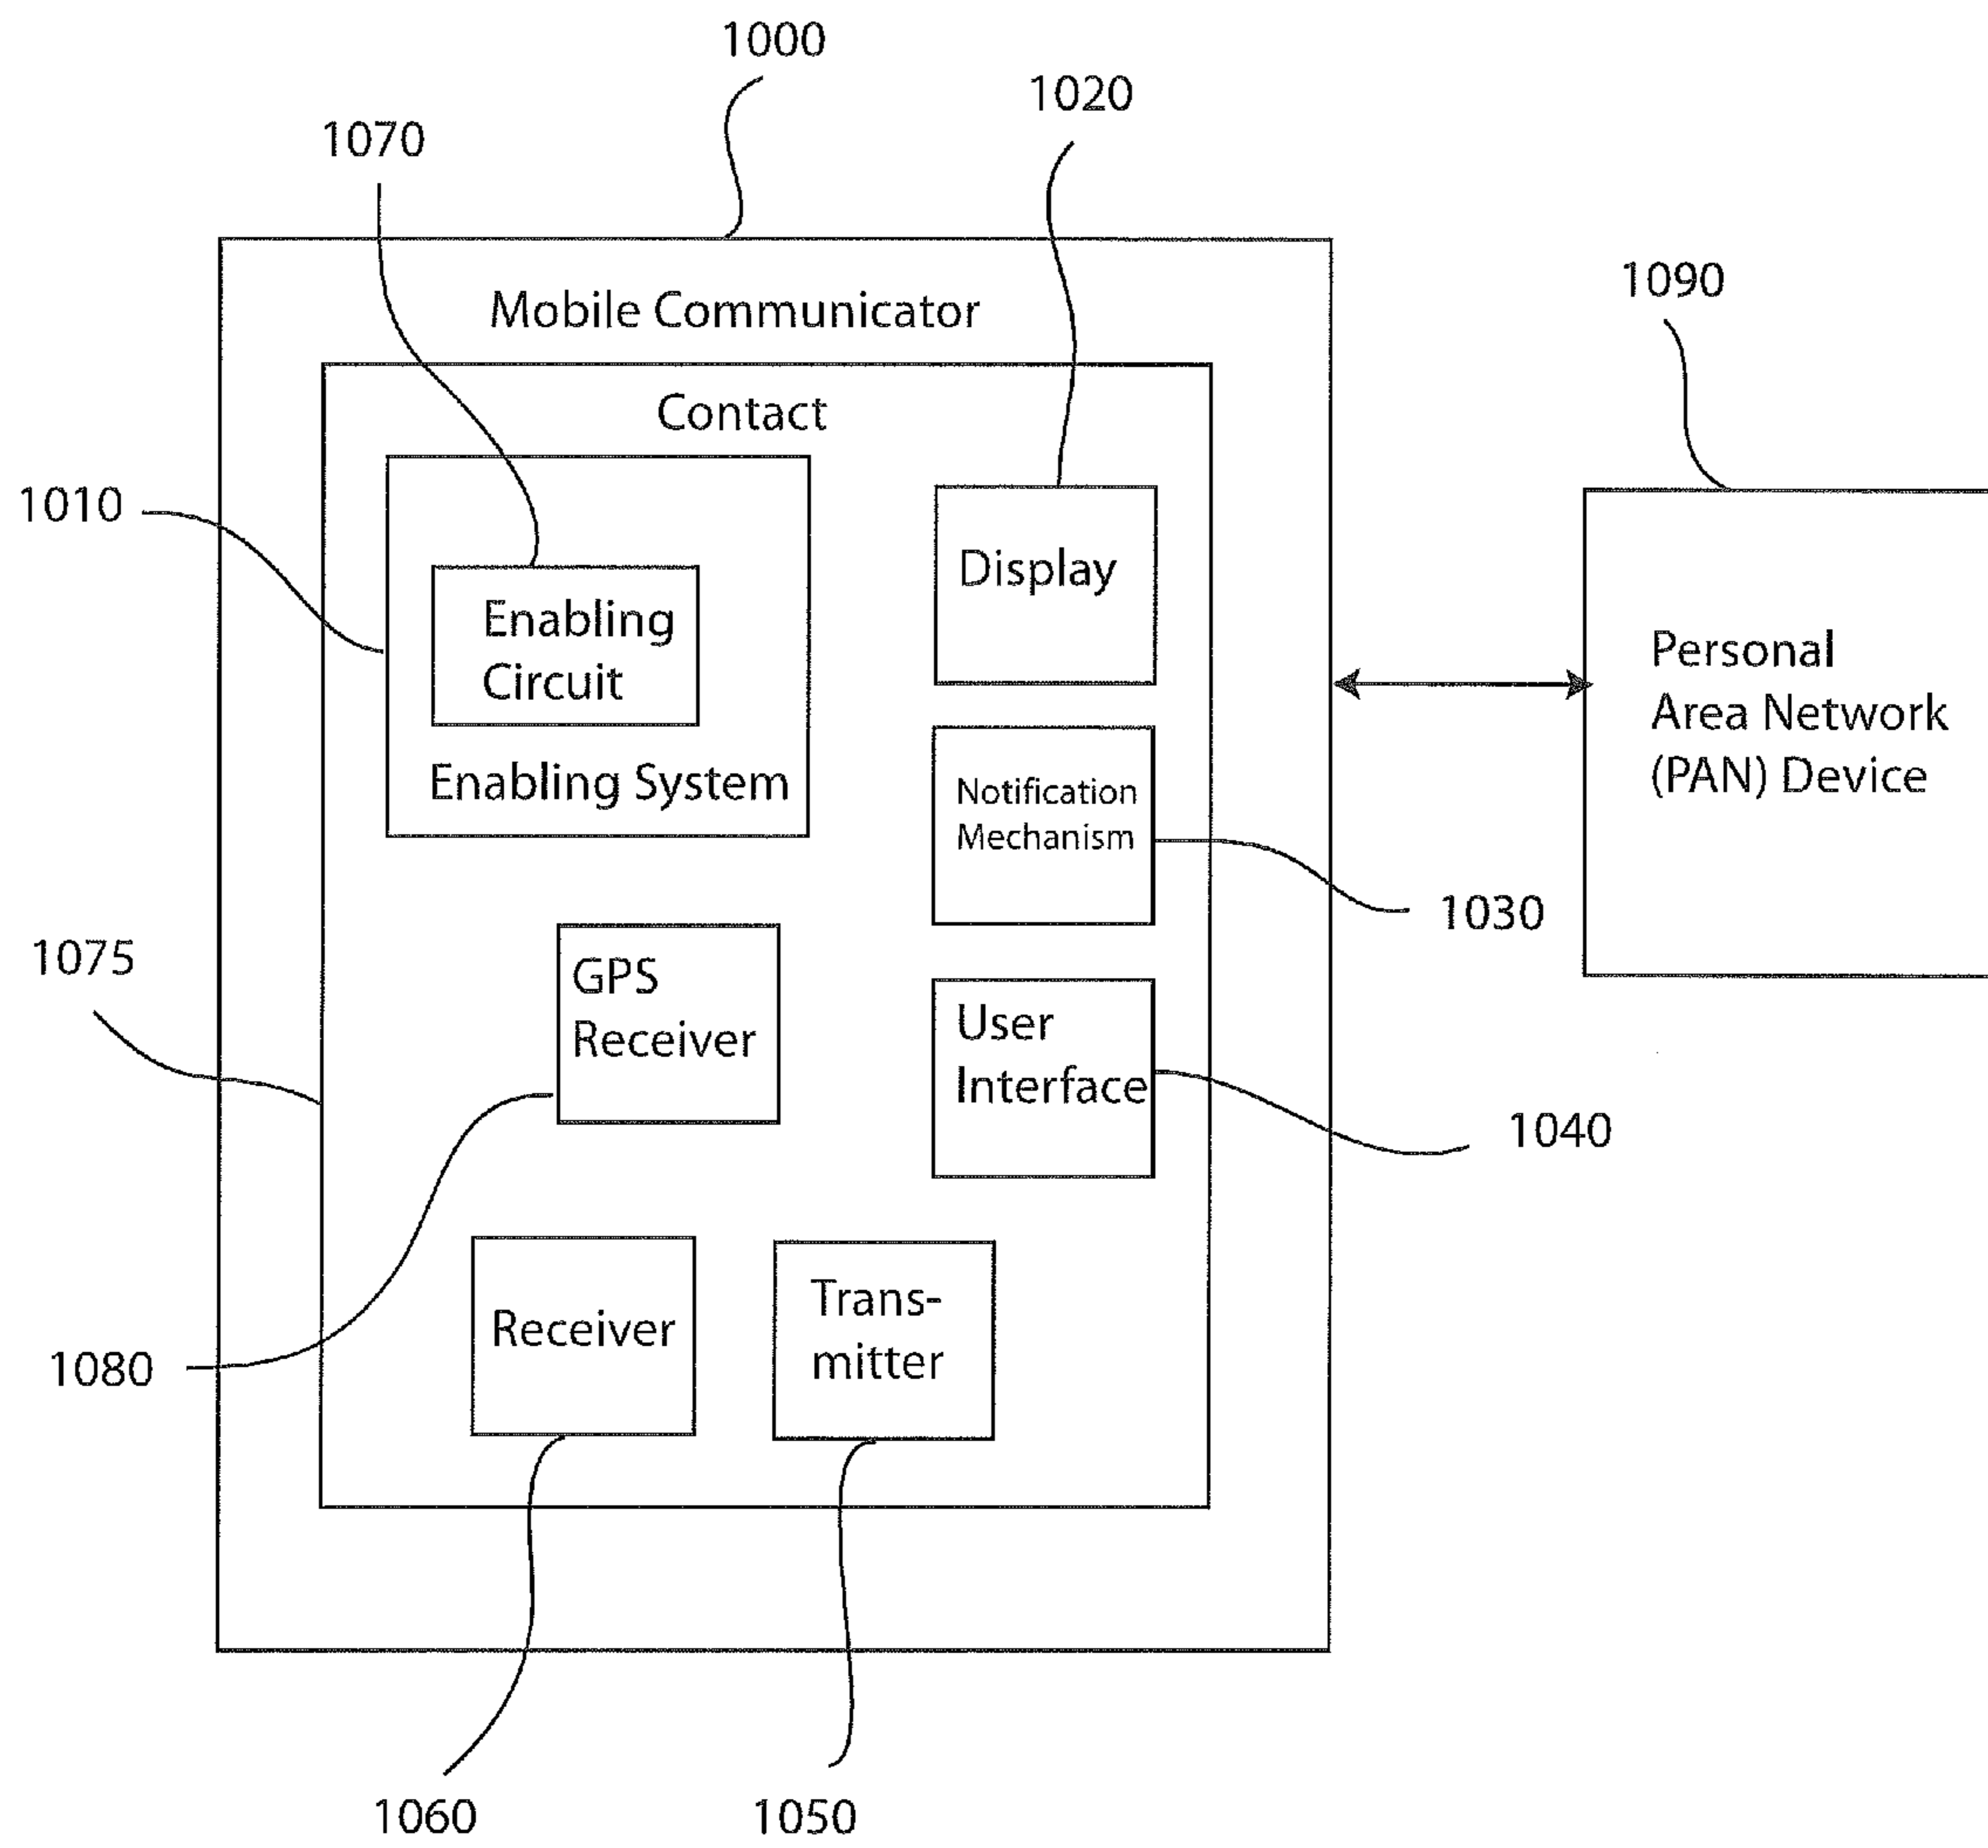 1000
1020
1070
1090
Mobile Communicator
Contact
1010
Enabling
Circuit
Enabling System
Display
Personal
Area Network
(PAN) Device
Notification
Mechanism
1030
1075
GPS
Receiver
User
Interface
1040
1080
Receiver
Trans-
mitter
1060
1050